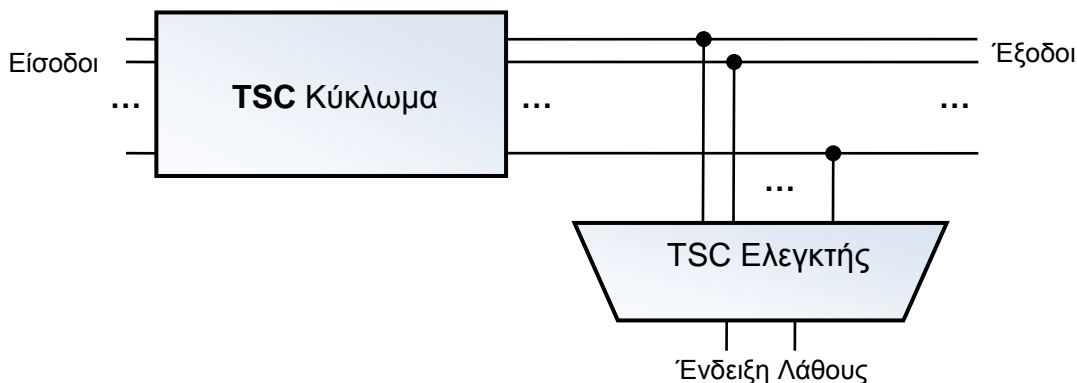 Είσοδοι
...
TSC Κύκλωμα
...
Έξοδοι
...
...
TSC Ελεγκτής
Ένδειξη Λάθους